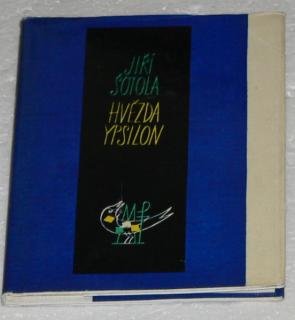 JIŘÍ
ŠOTOLA
HVĚZDA
YPSILON